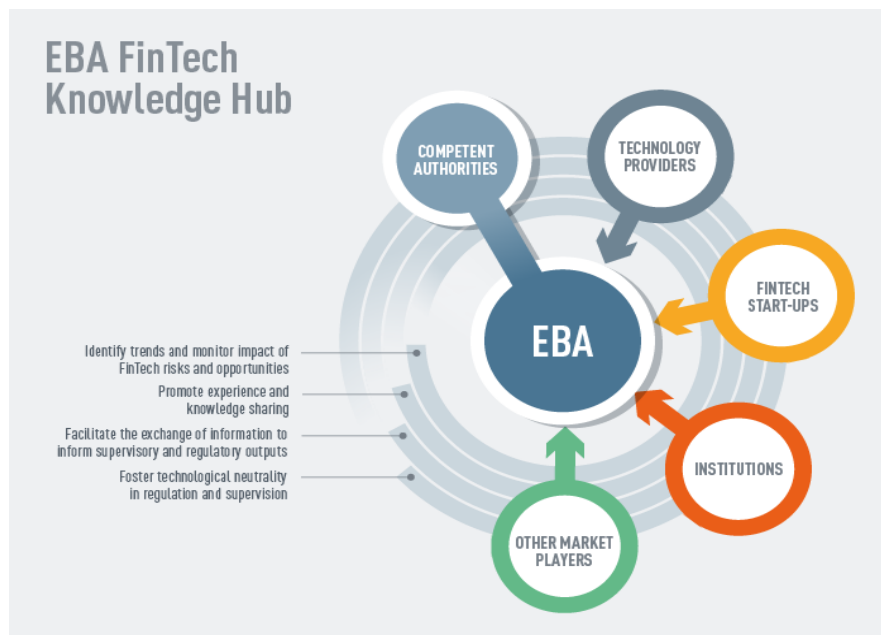 EBA FinTech
Knowledge Hub
COMPETENT
AUTHORITIES
TECHNOLOGY
PROVIDERS
FINTECH
START-UPS
EBA
INSTITUTIONS
OTHER MARKET
PLAYERS
Identify trends and monitor impact of
FinTech risks and opportunities
Promote experience and
knowledge sharing
Facilitate the exchange of information to
inform supervisory and regulatory outputs
Foster technological neutrality
in regulation and supervision